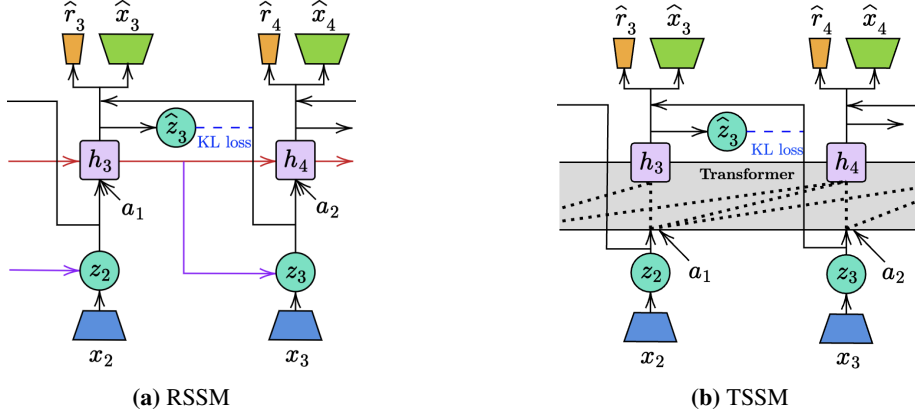 r̂₃ x̂₃ r̂₄ x̂₄
ẑ₃
KL loss
h₃ h₄
a₁ a₂
z₂ z₃
x₂ x₃
(a) RSSM
r̂₃ x̂₃ r̂₄ x̂₄
ẑ₃
KL loss
h₃ h₄
Transformer
z₂ a₁ z₃ a₂
x₂ x₃
(b) TSSM